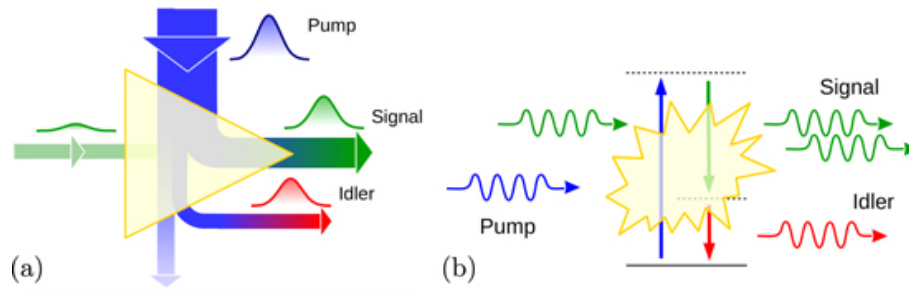 Pump
Signal
Idler
(a)
Signal
Pump
Idler
(b)